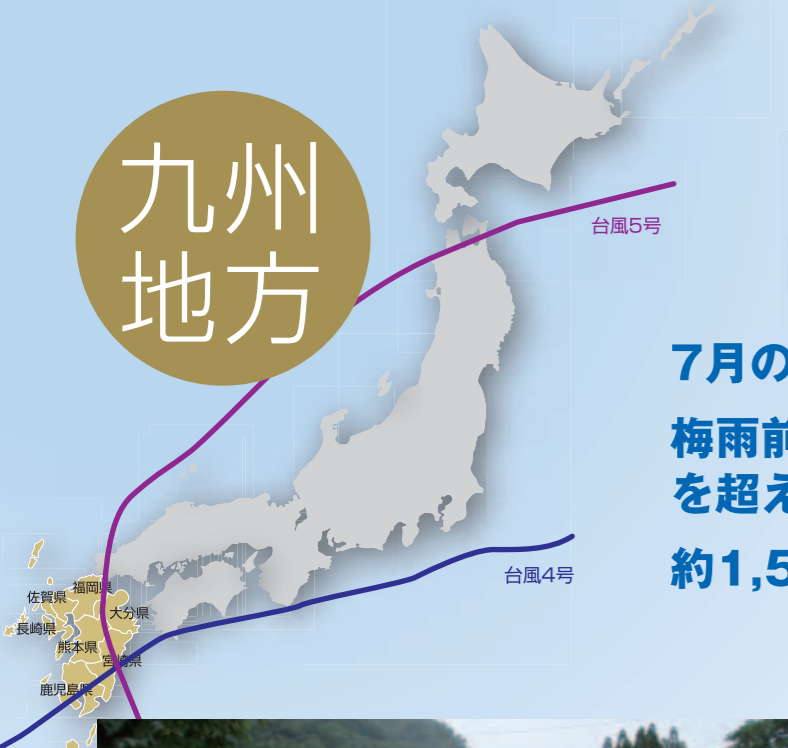 九州
地方
台風5号
7月の
梅雨前
を超え
約1,5
台風4号
福岡県
佐賀県
大分県
長崎県
熊本県
宮崎県
鹿児島県